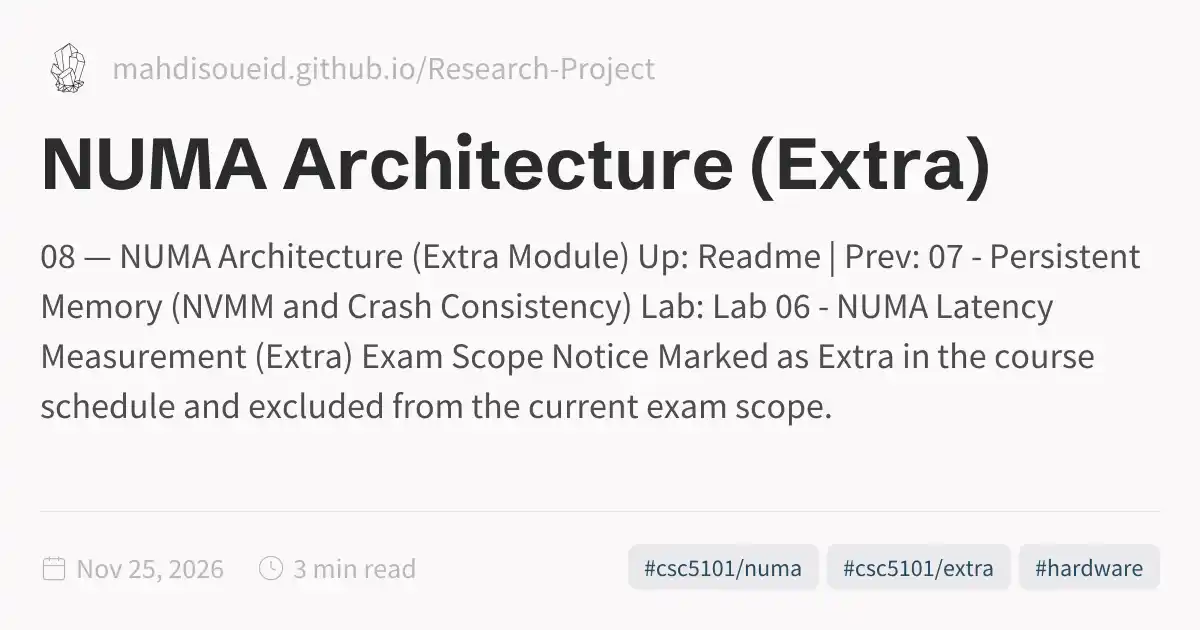 mahdisoueid.github.io/Research-Project
NUMA Architecture (Extra)
08 — NUMA Architecture (Extra Module) Up: Readme | Prev: 07 - Persistent
Memory (NVMM and Crash Consistency) Lab: Lab 06 - NUMA Latency
Measurement (Extra) Exam Scope Notice Marked as Extra in the course
schedule and excluded from the current exam scope.
Nov 25, 2026 3 min read #csc5101/numa #csc5101/extra #hardware